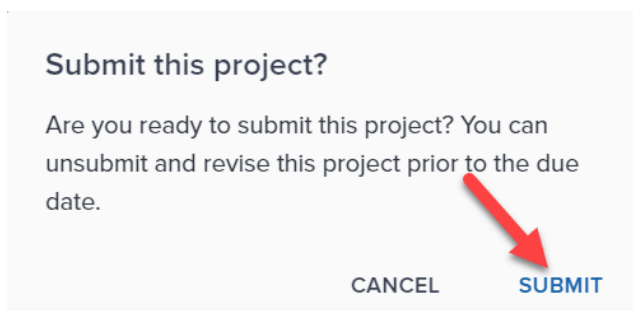 Submit this project?
Are you ready to submit this project? You can
unsubmit and revise this project prior to the due
date.
CANCEL SUBMIT